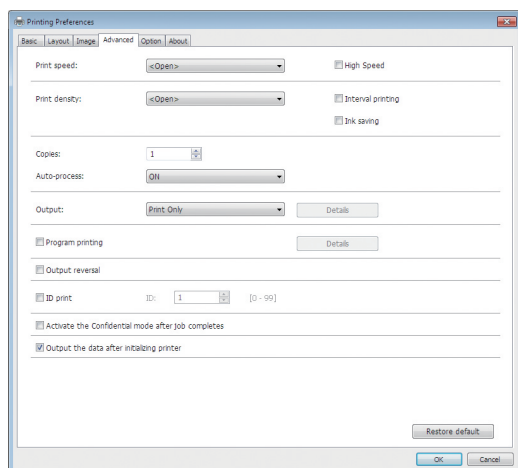 Printing Preferences
Basic Layout Image Advanced Option About
Print speed: <Open> High Speed
Print density: <Open> Interval printing
Ink saving
Copies: 1
Auto-process: ON
Output: Print Only Details
Program printing Details
Output reversal
ID print ID: 1 [0 - 99]
Activate the Confidential mode after job completes
Output the data after initializing printer
Restore default
OK Cancel